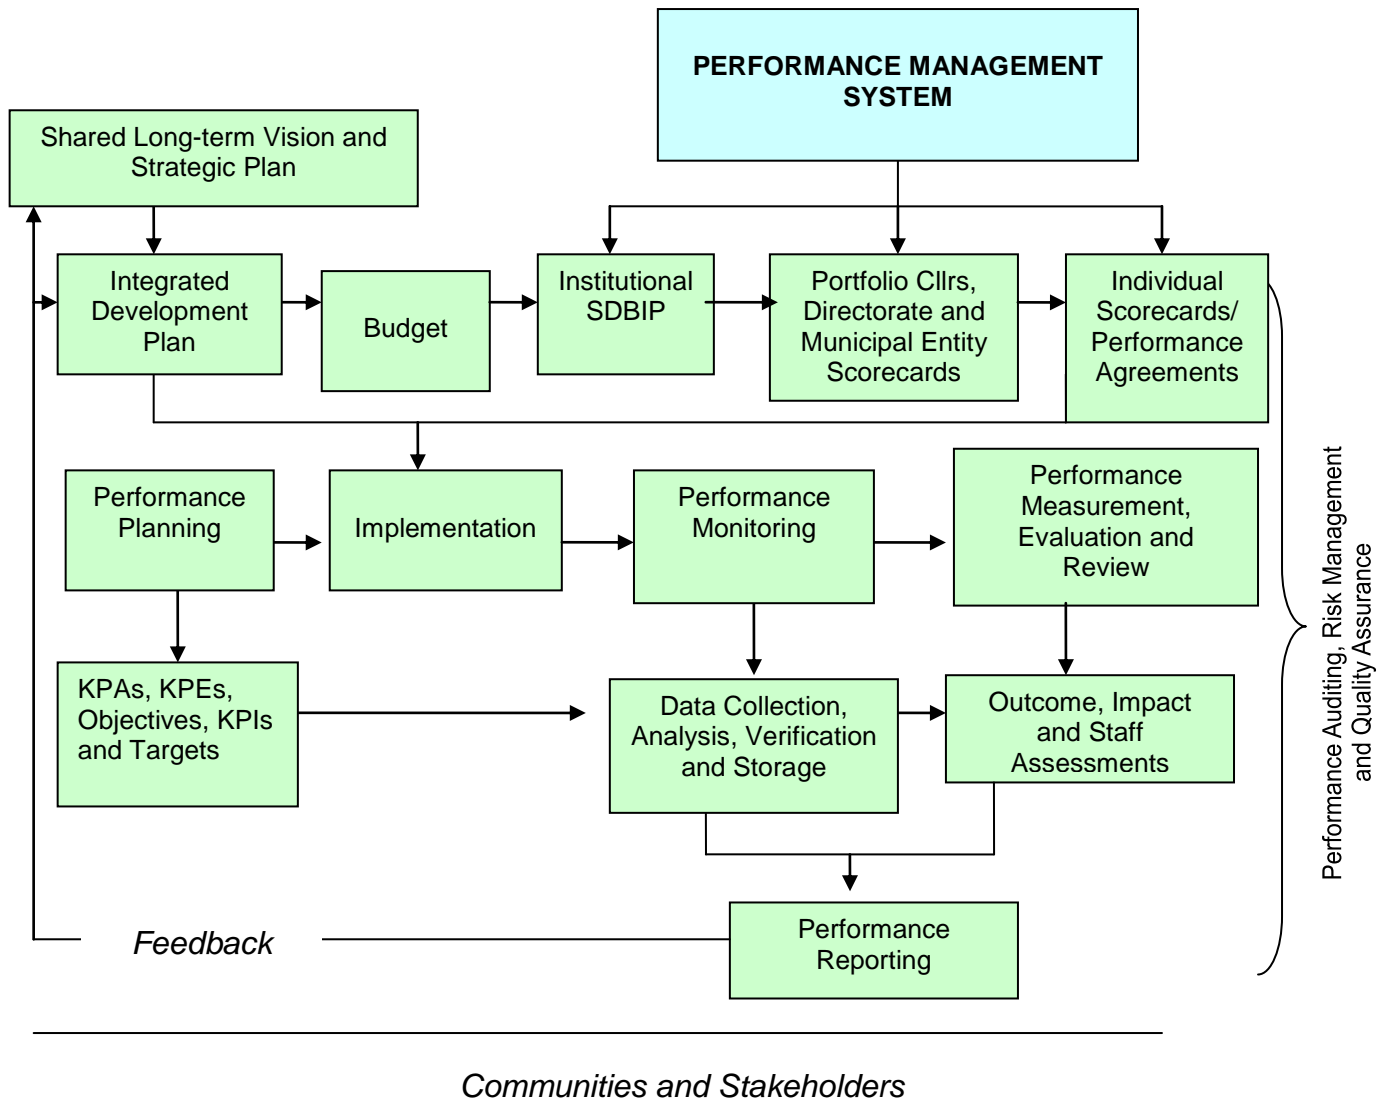 PERFORMANCE MANAGEMENT
SYSTEM
Shared Long-term Vision and
Strategic Plan
Integrated
Development
Plan
Budget
Institutional
SDBIP
Portfolio Cllrs,
Directorate and
Municipal Entity
Scorecards
Individual
Scorecards/
Performance
Agreements
Performance
Planning
Implementation
Performance
Monitoring
Performance
Measurement,
Evaluation and
Review
KPAs, KPEs,
Objectives, KPIs
and Targets
Data Collection,
Analysis, Verification
and Storage
Outcome, Impact
and Staff
Assessments
Performance Auditing, Risk Management
and Quality Assurance
Feedback
Performance
Reporting
Communities and Stakeholders